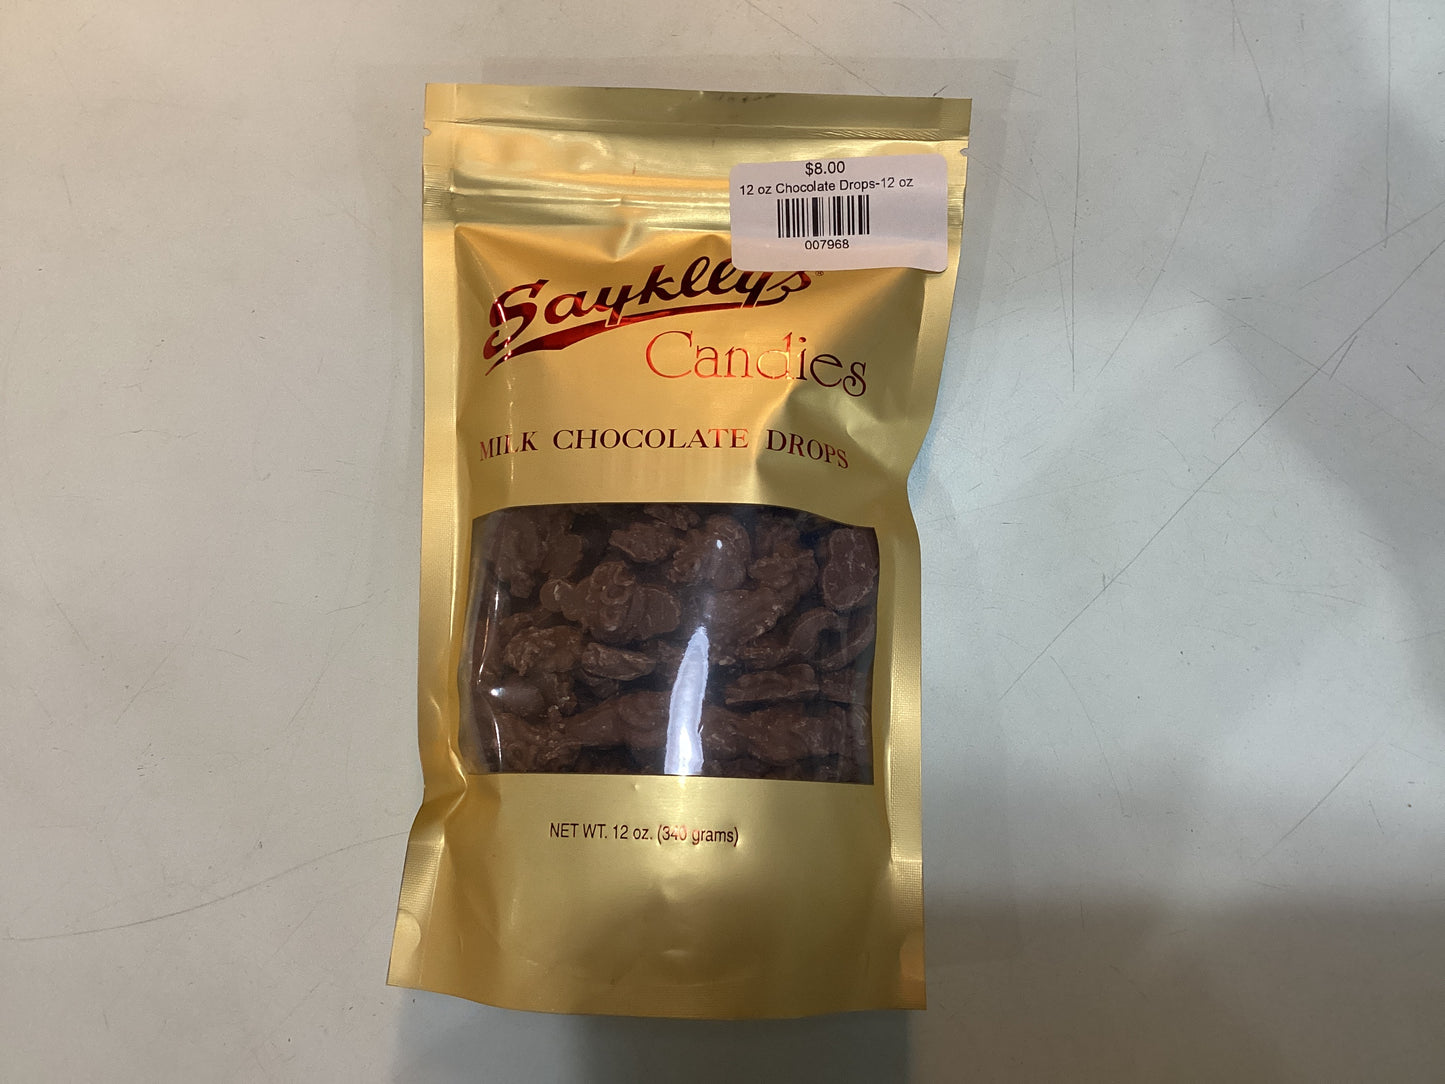 $8.00
12 oz Chocolate Drops-12 oz
007968
Sayklly's®
Candies
MILK CHOCOLATE DROPS
NET WT. 12 oz. (340 grams)